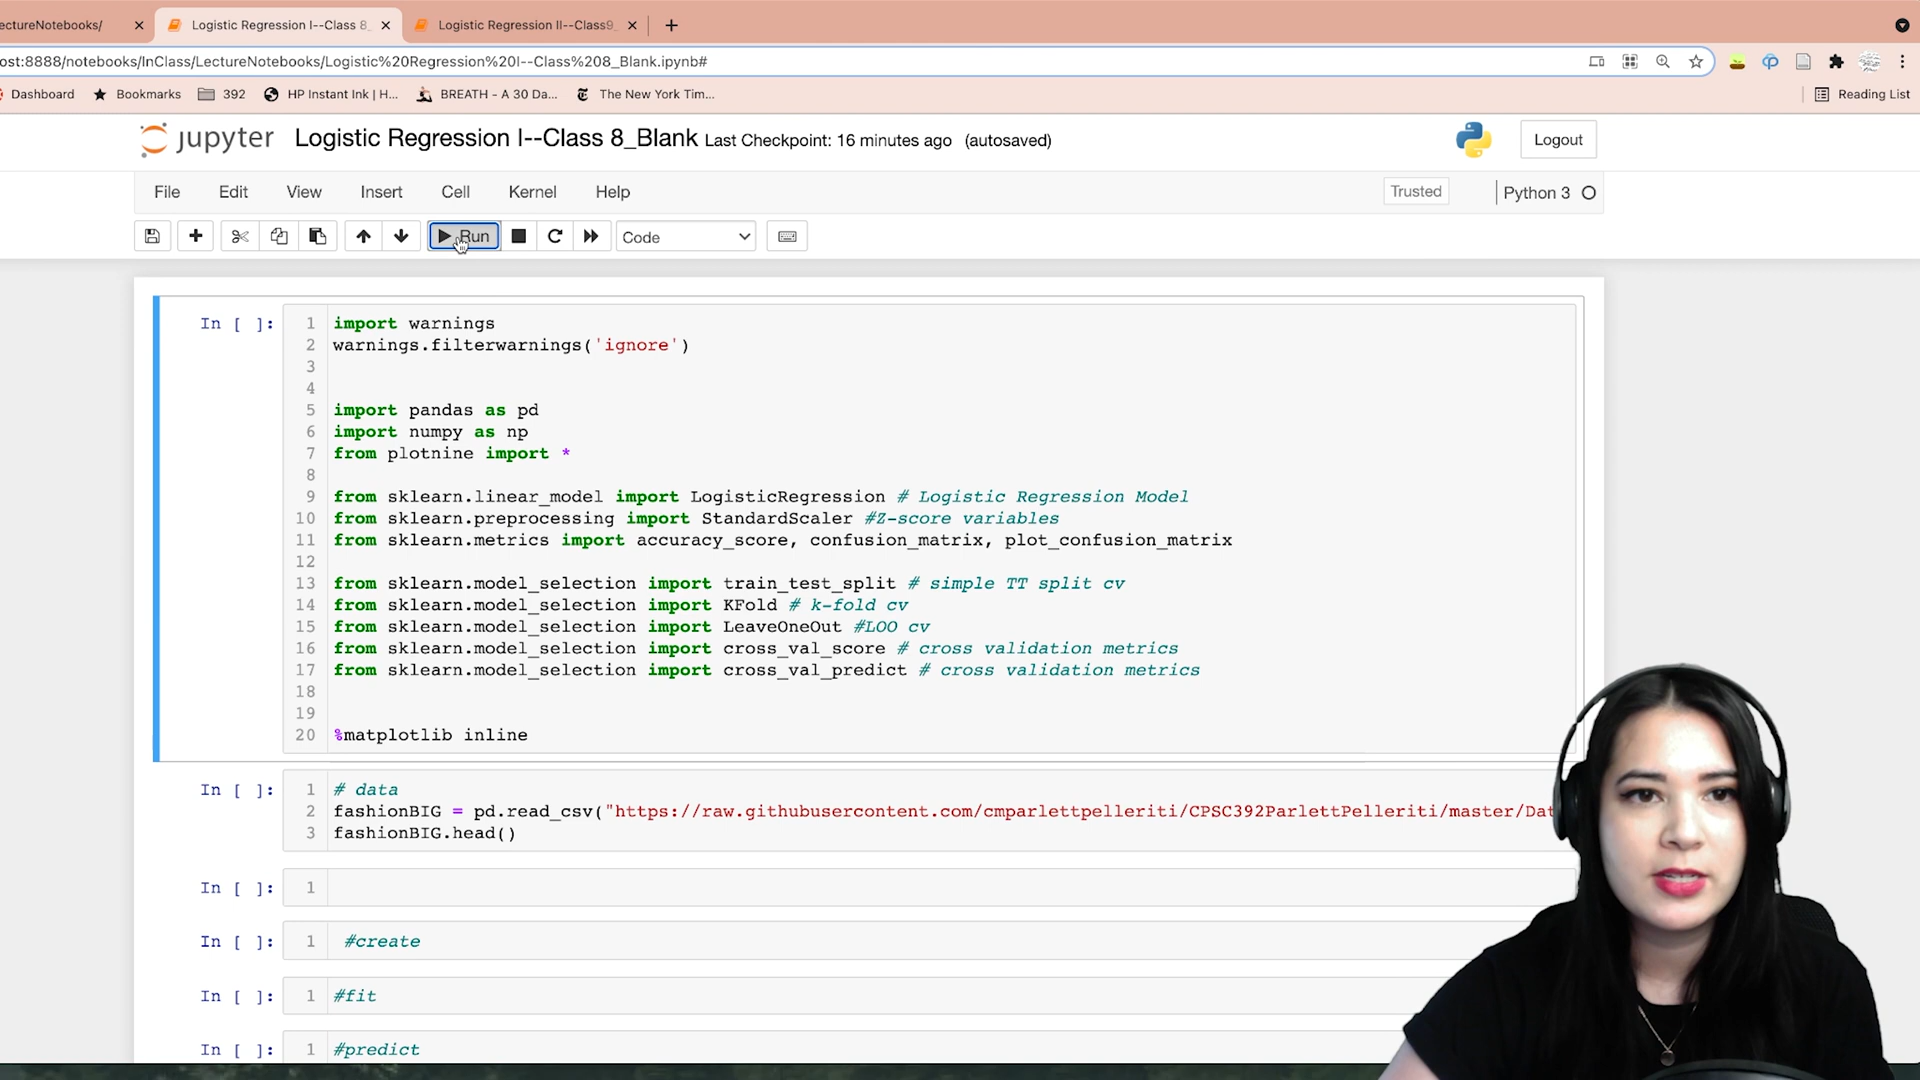 ectureNotebooks/
Logistic Regression I--Class 8_
Logistic Regression II--Class9_
ost:8888/notebooks/InClass/LectureNotebooks/Logistic%20Regression%20I--Class%208_Blank.ipynb#
Dashboard Bookmarks 392 HP Instant Ink | H... BREATH - A 30 Da... The New York Tim... Reading List
jupyter Logistic Regression I--Class 8_Blank Last Checkpoint: 16 minutes ago (autosaved) Logout
File Edit View Insert Cell Kernel Help Trusted Python 3
Run Code
In [ ]: 1 import warnings
2 warnings.filterwarnings('ignore')
3
4
5 import pandas as pd
6 import numpy as np
7 from plotnine import *
8
9 from sklearn.linear_model import LogisticRegression # Logistic Regression Model
10 from sklearn.preprocessing import StandardScaler #Z-score variables
11 from sklearn.metrics import accuracy_score, confusion_matrix, plot_confusion_matrix
12
13 from sklearn.model_selection import train_test_split # simple TT split cv
14 from sklearn.model_selection import KFold # k-fold cv
15 from sklearn.model_selection import LeaveOneOut #LOO cv
16 from sklearn.model_selection import cross_val_score # cross validation metrics
17 from sklearn.model_selection import cross_val_predict # cross validation metrics
18
19
20 %matplotlib inline
In [ ]: 1 # data
2 fashionBIG = pd.read_csv("https://raw.githubusercontent.com/cmparlettpelleriti/CPSC392ParlettPelleriti/master/Dat
3 fashionBIG.head()
In [ ]: 1
In [ ]: 1 #create
In [ ]: 1 #fit
In [ ]: 1 #predict